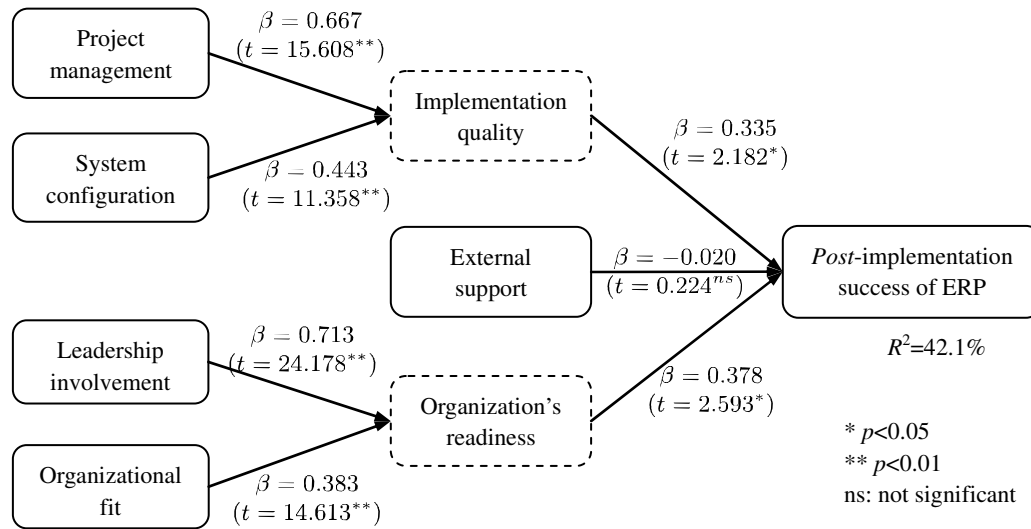 Project
management
β = 0.667
(t = 15.608**)
System
configuration
β = 0.443
(t = 11.358**)
Implementation
quality
β = 0.335
(t = 2.182*)
External
support
β = −0.020
(t = 0.224ns)
Post-implementation
success of ERP
R2=42.1%
Leadership
involvement
β = 0.713
(t = 24.178**)
Organizational
fit
β = 0.383
(t = 14.613**)
Organization’s
readiness
β = 0.378
(t = 2.593*)
* p<0.05
** p<0.01
ns: not significant